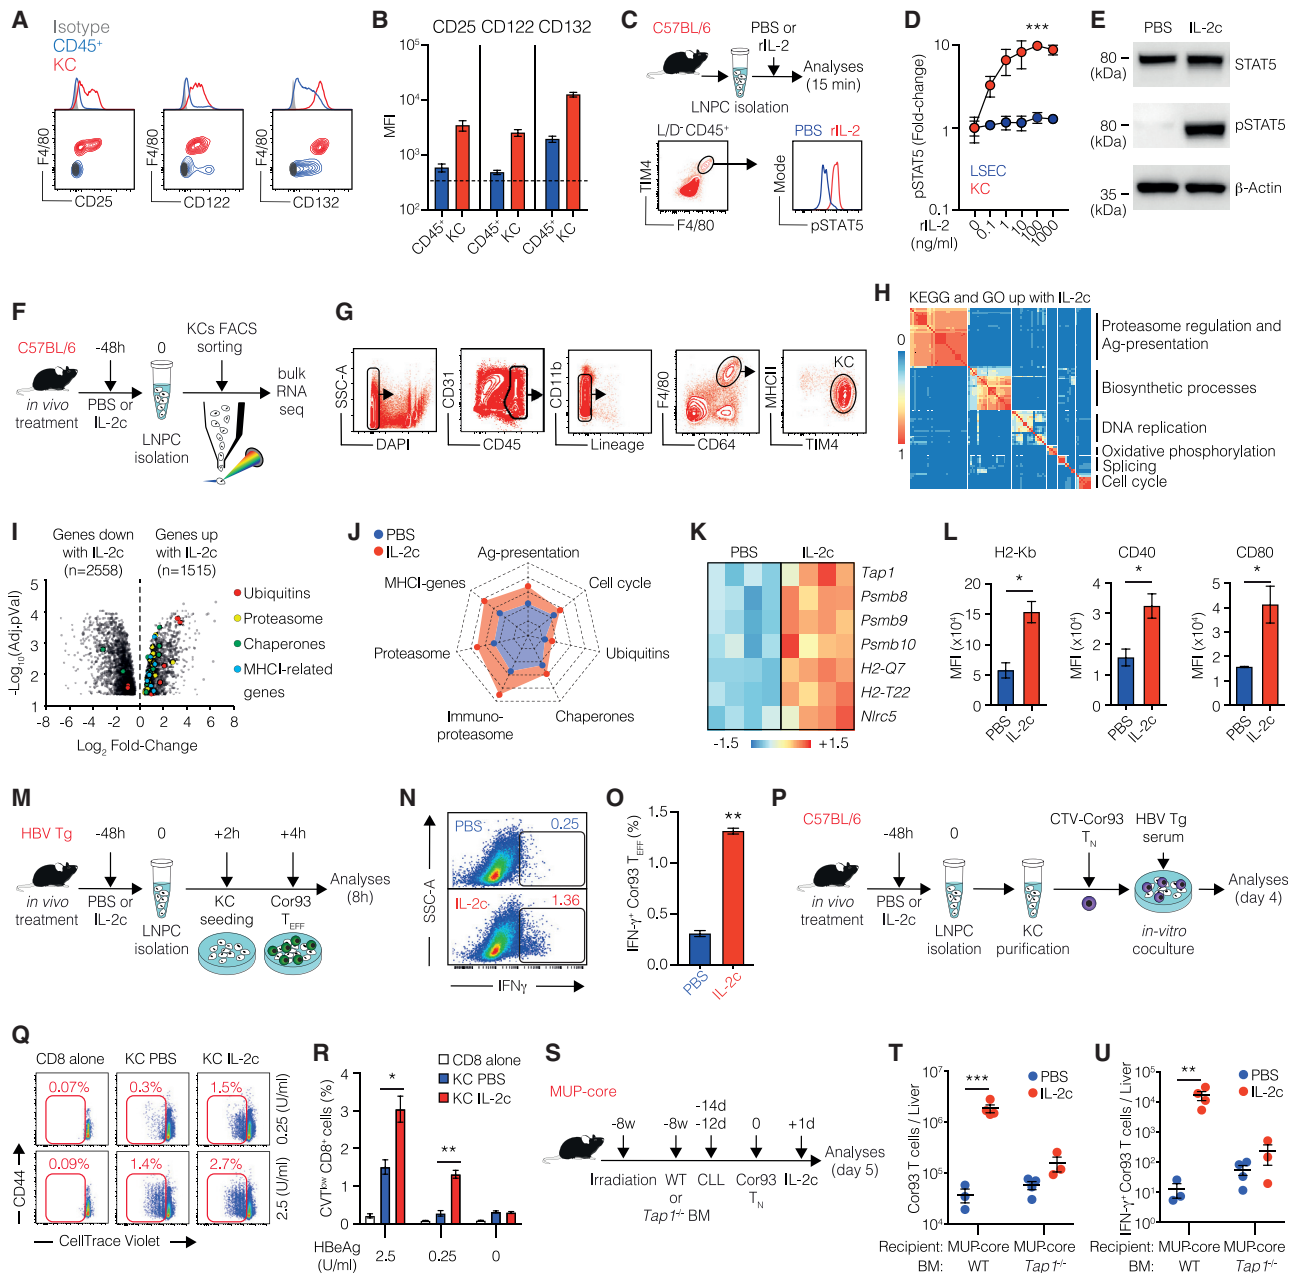 A
Isotype
CD45+
KC
F4/80
CD25
F4/80
CD122
F4/80
CD132
B
CD25 CD122 CD132
MFI
10^5
10^4
10^3
10^2
CD45+
KC
CD45+
KC
CD45+
KC
C
C57BL/6
PBS or
rIL-2
Analyses
(15 min)
LNPC isolation
L/D- CD45+
TIM4
F4/80
PBS rIL-2
Mode
pSTAT5
D
***
pSTAT5 (Fold-change)
10
1
0.1
LSEC
KC
rIL-2
(ng/ml)
0
0.1
1
10
100
1000
E
PBS IL-2c
80
(kDa)
STAT5
80
(kDa)
pSTAT5
35
(kDa)
β-Actin
F
C57BL/6
-48h
0
KCs FACS
sorting
bulk
RNA
seq
in vivo
treatment
PBS or
IL-2c
LNPC
isolation
G
SSC-A
DAPI
CD31
CD45
CD11b
Lineage
F4/80
CD64
MHCII
KC
TIM4
H
KEGG and GO up with IL-2c
0
1
Proteasome regulation and
Ag-presentation
Biosynthetic processes
DNA replication
Oxidative phosphorylation
Splicing
Cell cycle
I
Genes down
with IL-2c
(n=2558)
Genes up
with IL-2c
(n=1515)
-Log10(Adj,pVal)
5
4
3
2
1
-8 -6 -4 -2 0 2 4 6 8
Log2 Fold-Change
Ubiquitins
Proteasome
Chaperones
MHCI-related
genes
J
PBS
IL-2c
Ag-presentation
MHCI-genes
Cell cycle
Proteasome
Ubiquitins
Immuno-
proteasome
Chaperones
K
PBS
IL-2c
Tap1
Psmb8
Psmb9
Psmb10
H2-Q7
H2-T22
Nlrc5
-1.5
+1.5
L
H2-Kb
*
MFI (x10^4)
20
15
10
5
0
PBS
IL-2c
CD40
*
MFI (x10^4)
4
3
2
1
0
PBS
IL-2c
CD80
*
MFI (x10^4)
5
4
3
2
1
0
PBS
IL-2c
M
HBV Tg
-48h
0
+2h
+4h
Analyses
(8h)
in vivo
treatment
PBS or
IL-2c
LNPC
isolation
KC
seeding
Cor93
TEFF
N
PBS
0.25
IL-2c
1.36
SSC-A
IFNγ
O
**
IFN-γ+ Cor93 TEFF (%)
1.5
1.0
0.5
0.0
PBS
IL-2c
P
C57BL/6
-48h
0
CTV-Cor93
TN
HBV Tg
serum
Analyses
(day 4)
in vivo
treatment
PBS or
IL-2c
LNPC
isolation
KC
purification
in-vitro
coculture
Q
CD8 alone
KC PBS
KC IL-2c
0.07%
0.3%
1.5%
0.25 (U/ml)
0.09%
1.4%
2.7%
2.5 (U/ml)
CD44
CellTrace Violet
R
CD8 alone
KC PBS
KC IL-2c
CVTlow CD8+ cells (%)
4
3
2
1
0
*
**
HBeAg
(U/ml)
2.5
0.25
0
S
MUP-core
-8w
-8w
-14d
-12d
0
+1d
Analyses
(day 5)
Irradiation
WT
or
Tap1-/- BM
CLL
Cor93
TN
IL-2c
T
PBS
IL-2c
***
Cor93 T cells / Liver
10^7
10^6
10^5
10^4
Recipient: MUP-core MUP-core
BM: WT Tap1-/-
U
PBS
IL-2c
**
IFN-γ+ Cor93 T cells / Liver
10^5
10^4
10^3
10^2
10^1
10^0
Recipient: MUP-core MUP-core
BM: WT Tap1-/-